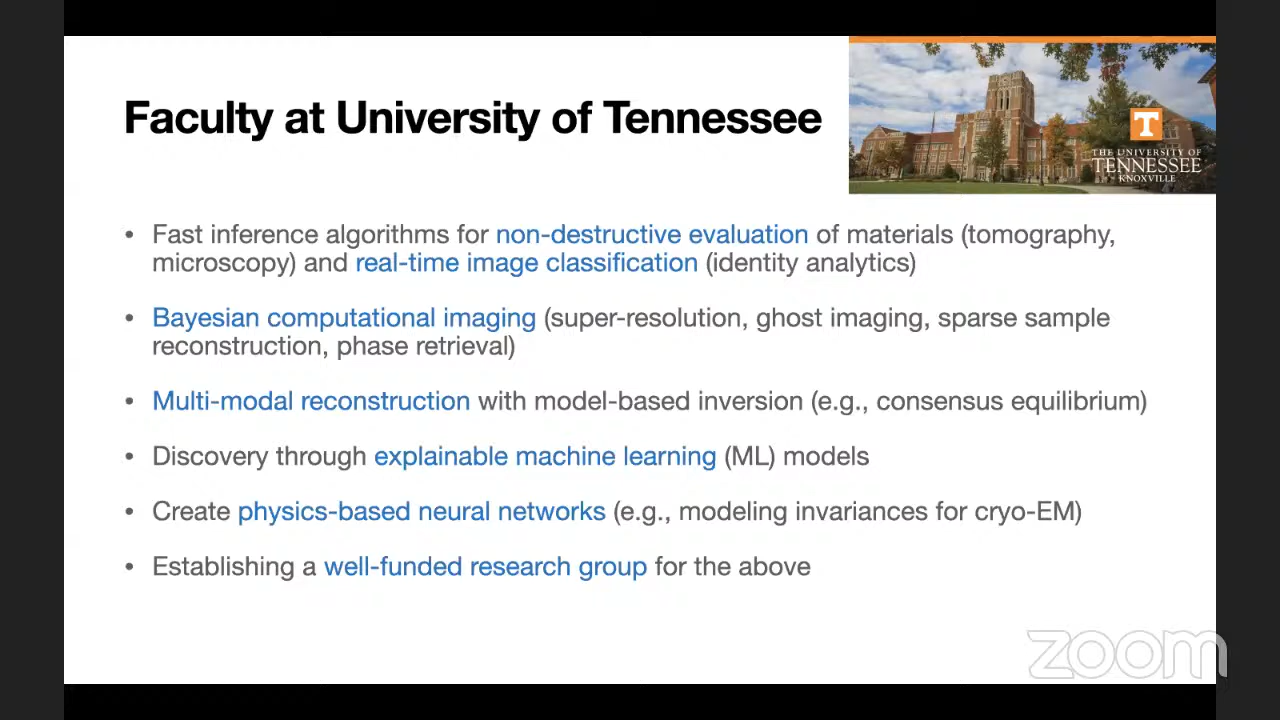 Faculty at University of Tennessee
T
THE UNIVERSITY OF
TENNESSEE
KNOXVILLE
• Fast inference algorithms for non-destructive evaluation of materials (tomography,
microscopy) and real-time image classification (identity analytics)
• Bayesian computational imaging (super-resolution, ghost imaging, sparse sample
reconstruction, phase retrieval)
• Multi-modal reconstruction with model-based inversion (e.g., consensus equilibrium)
• Discovery through explainable machine learning (ML) models
• Create physics-based neural networks (e.g., modeling invariances for cryo-EM)
• Establishing a well-funded research group for the above
zoom